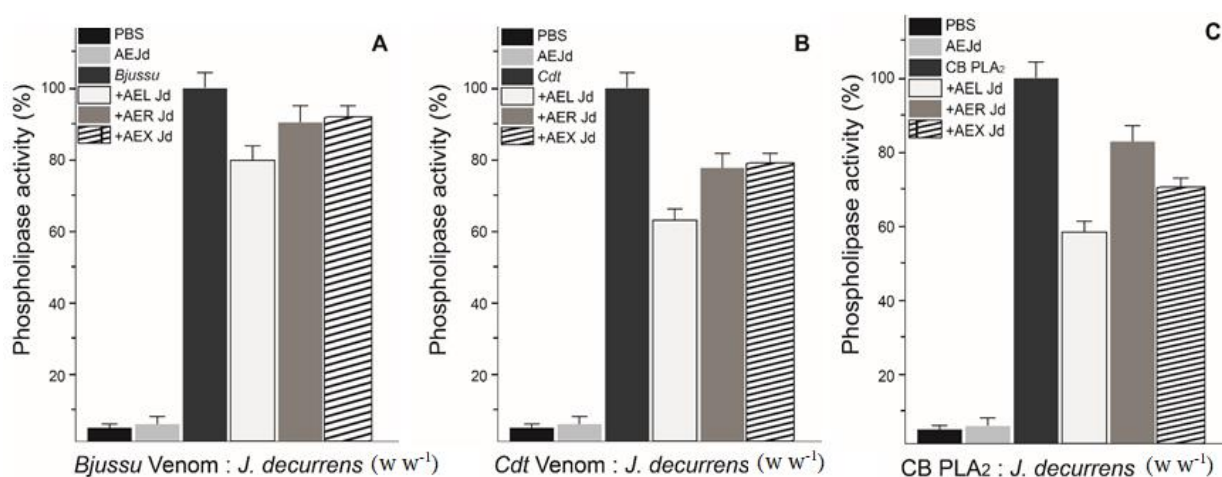 PBS
AEJd
Bjussu
+AEL Jd
+AER Jd
+AEX Jd
A
Phospholipase activity (%)
100
80
60
40
20
Bjussu Venom : J. decurrens (w w⁻¹)
PBS
AEJd
Cdt
+AEL Jd
+AER Jd
+AEX Jd
B
Phospholipase activity (%)
100
80
60
40
20
Cdt Venom : J. decurrens (w w⁻¹)
PBS
AEJd
CB PLA₂
+AEL Jd
+AER Jd
+AEX Jd
C
Phospholipase activity (%)
100
80
60
40
20
CB PLA₂ : J. decurrens (w w⁻¹)